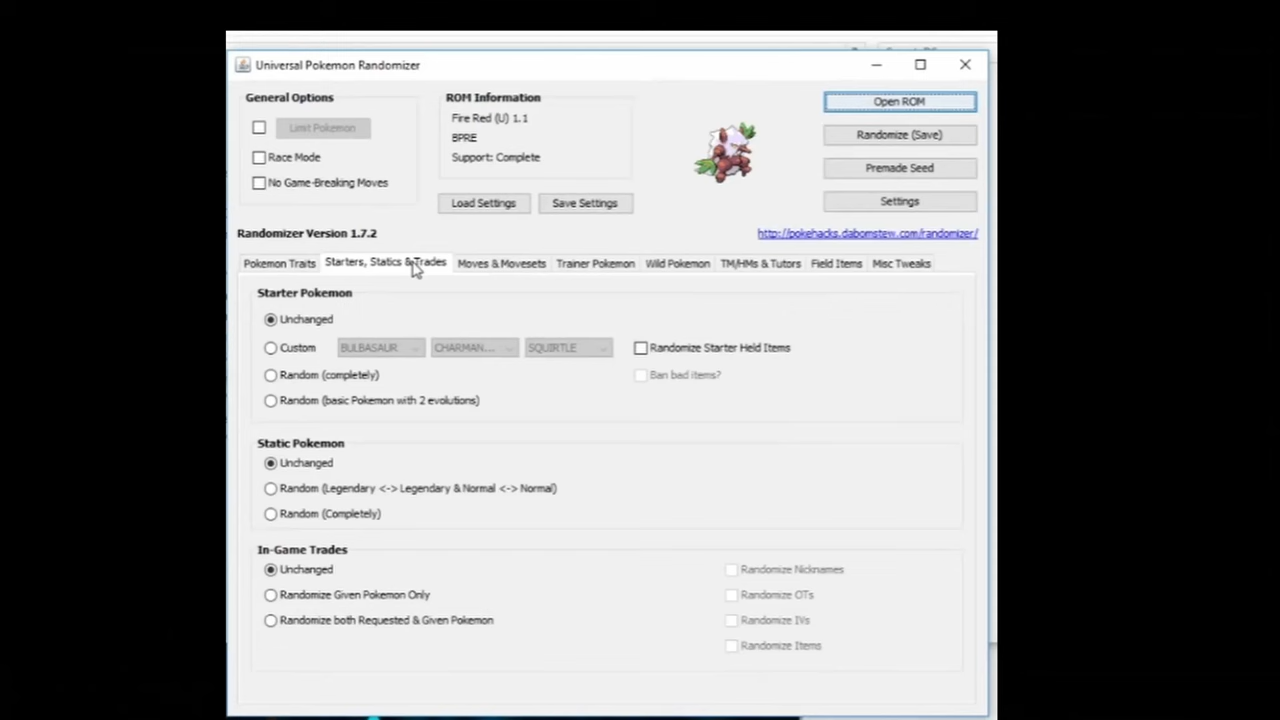 Universal Pokemon Randomizer
General Options
Limit Pokemon
Race Mode
No Game-Breaking Moves
ROM Information
Fire Red (U) 1.1
BPRE
Support: Complete
Load Settings
Save Settings
Open ROM
Randomize (Save)
Premade Seed
Settings
Randomizer Version 1.7.2
http://pokehacks.dabomstew.com/randomizer/
Pokemon Traits
Starters, Statics & Trades
Moves & Movesets
Trainer Pokemon
Wild Pokemon
TM/HMs & Tutors
Field Items
Misc Tweaks
Starter Pokemon
Unchanged
Custom
BULBASAUR
CHARMAN...
SQUIRTLE
Randomize Starter Held Items
Random (completely)
Ban bad items?
Random (basic Pokemon with 2 evolutions)
Static Pokemon
Unchanged
Random (Legendary <-> Legendary & Normal <-> Normal)
Random (Completely)
In-Game Trades
Unchanged
Randomize Nicknames
Randomize Given Pokemon Only
Randomize OTs
Randomize both Requested & Given Pokemon
Randomize IVs
Randomize Items